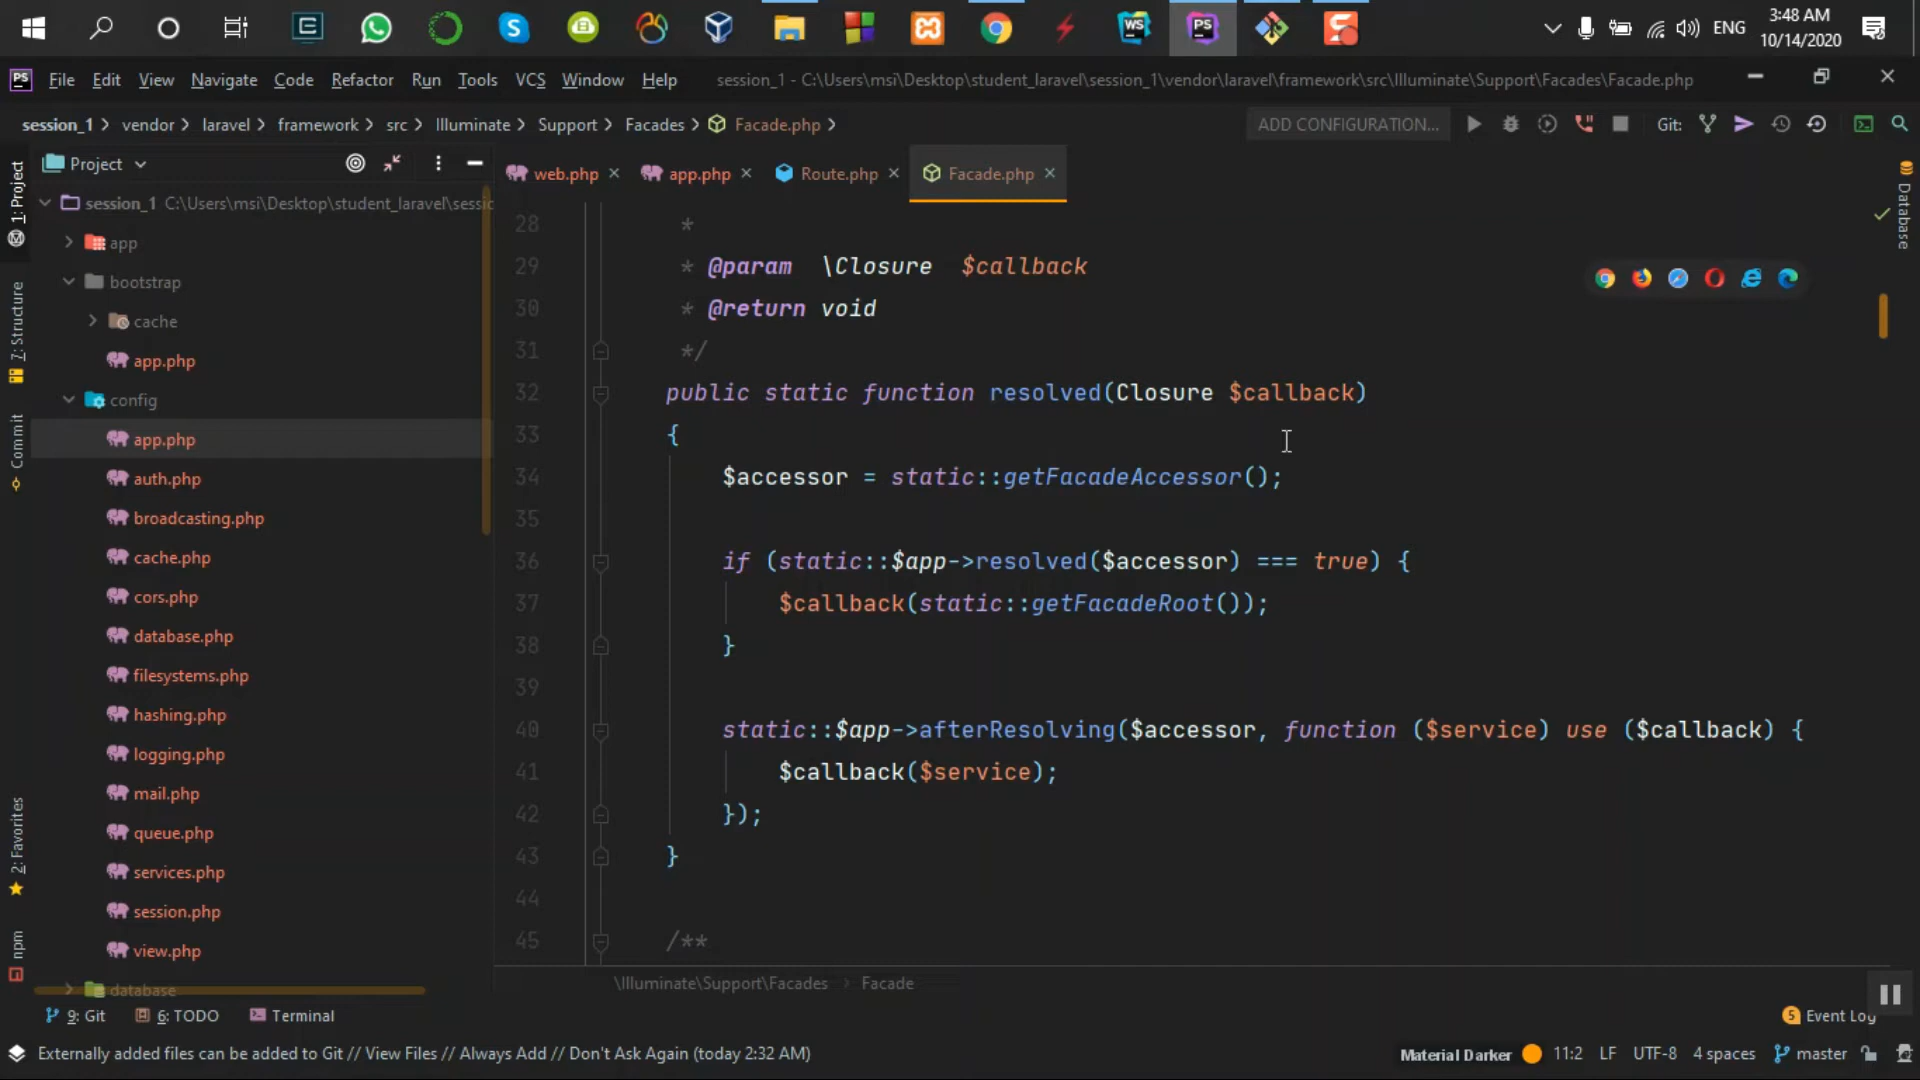 ENG
3:48 AM
10/14/2020
PS
File Edit View Navigate Code Refactor Run Tools VCS Window Help
session_1 - C:\Users\msi\Desktop\student_laravel\session_1\vendor\laravel\framework\src\Illuminate\Support\Facades\Facade.php
session_1 vendor laravel framework src Illuminate Support Facades Facade.php
ADD CONFIGURATION...
Git:
Project
web.php
app.php
Route.php
Facade.php
1: Project
7: Structure
Commit
2: Favorites
npm
Database
session_1 C:\Users\msi\Desktop\student_laravel\sessic
app
bootstrap
cache
app.php
config
app.php
auth.php
broadcasting.php
cache.php
cors.php
database.php
filesystems.php
hashing.php
logging.php
mail.php
queue.php
services.php
session.php
view.php
database
28 *
29 * @param \Closure $callback
30 * @return void
31 */
32 public static function resolved(Closure $callback)
33 {
34 $accessor = static::getFacadeAccessor();
35
36 if (static::$app->resolved($accessor) === true) {
37 $callback(static::getFacadeRoot());
38 }
39
40 static::$app->afterResolving($accessor, function ($service) use ($callback) {
41 $callback($service);
42 });
43 }
44
45 /**
\Illuminate\Support\Facades Facade
9: Git
6: TODO
Terminal
5 Event Log
Externally added files can be added to Git // View Files // Always Add // Don't Ask Again (today 2:32 AM)
Material Darker 11:2 LF UTF-8 4 spaces master